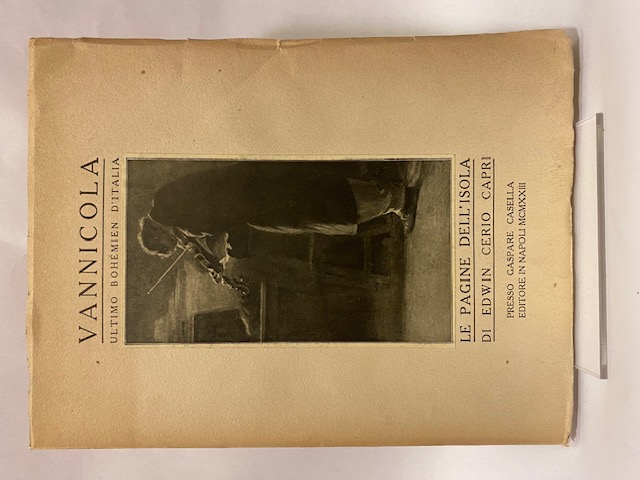 VANNICOLA
ULTIMO BOHÉMIEN D'ITALIA
LE PAGINE DELL'ISOLA
DI EDWIN CERIO CAPRI
PRESSO GASPARE CASELLA
EDITORE IN NAPOLI MCMXXIII